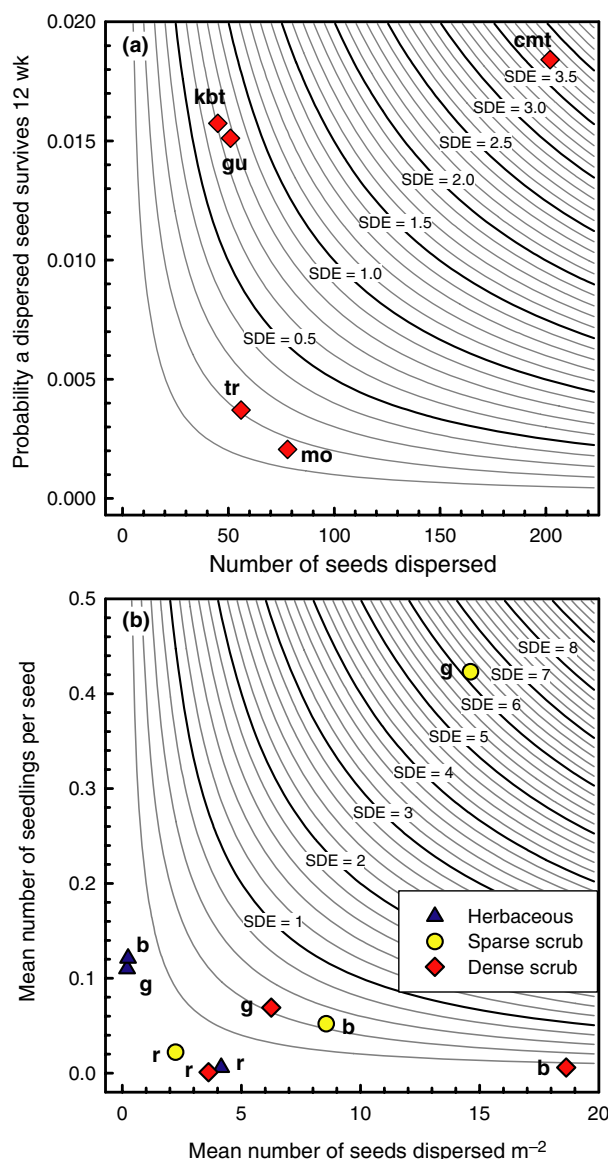 (a)
0.020
0.015
0.010
0.005
0.000
Probability a dispersed seed survives 12 wk
cmt
kbt
gu
tr
mo
SDE = 3.5
SDE = 3.0
SDE = 2.5
SDE = 2.0
SDE = 1.5
SDE = 1.0
SDE = 0.5
0 50 100 150 200
Number of seeds dispersed
(b)
0.5
0.4
0.3
0.2
0.1
0.0
Mean number of seedlings per seed
SDE = 8
g SDE = 7
SDE = 6
SDE = 5
SDE = 4
SDE = 3
SDE = 2
SDE = 1
Herbaceous
Sparse scrub
Dense scrub
b
g
g
b
r
r
r
b
0 5 10 15 20
Mean number of seeds dispersed m⁻²